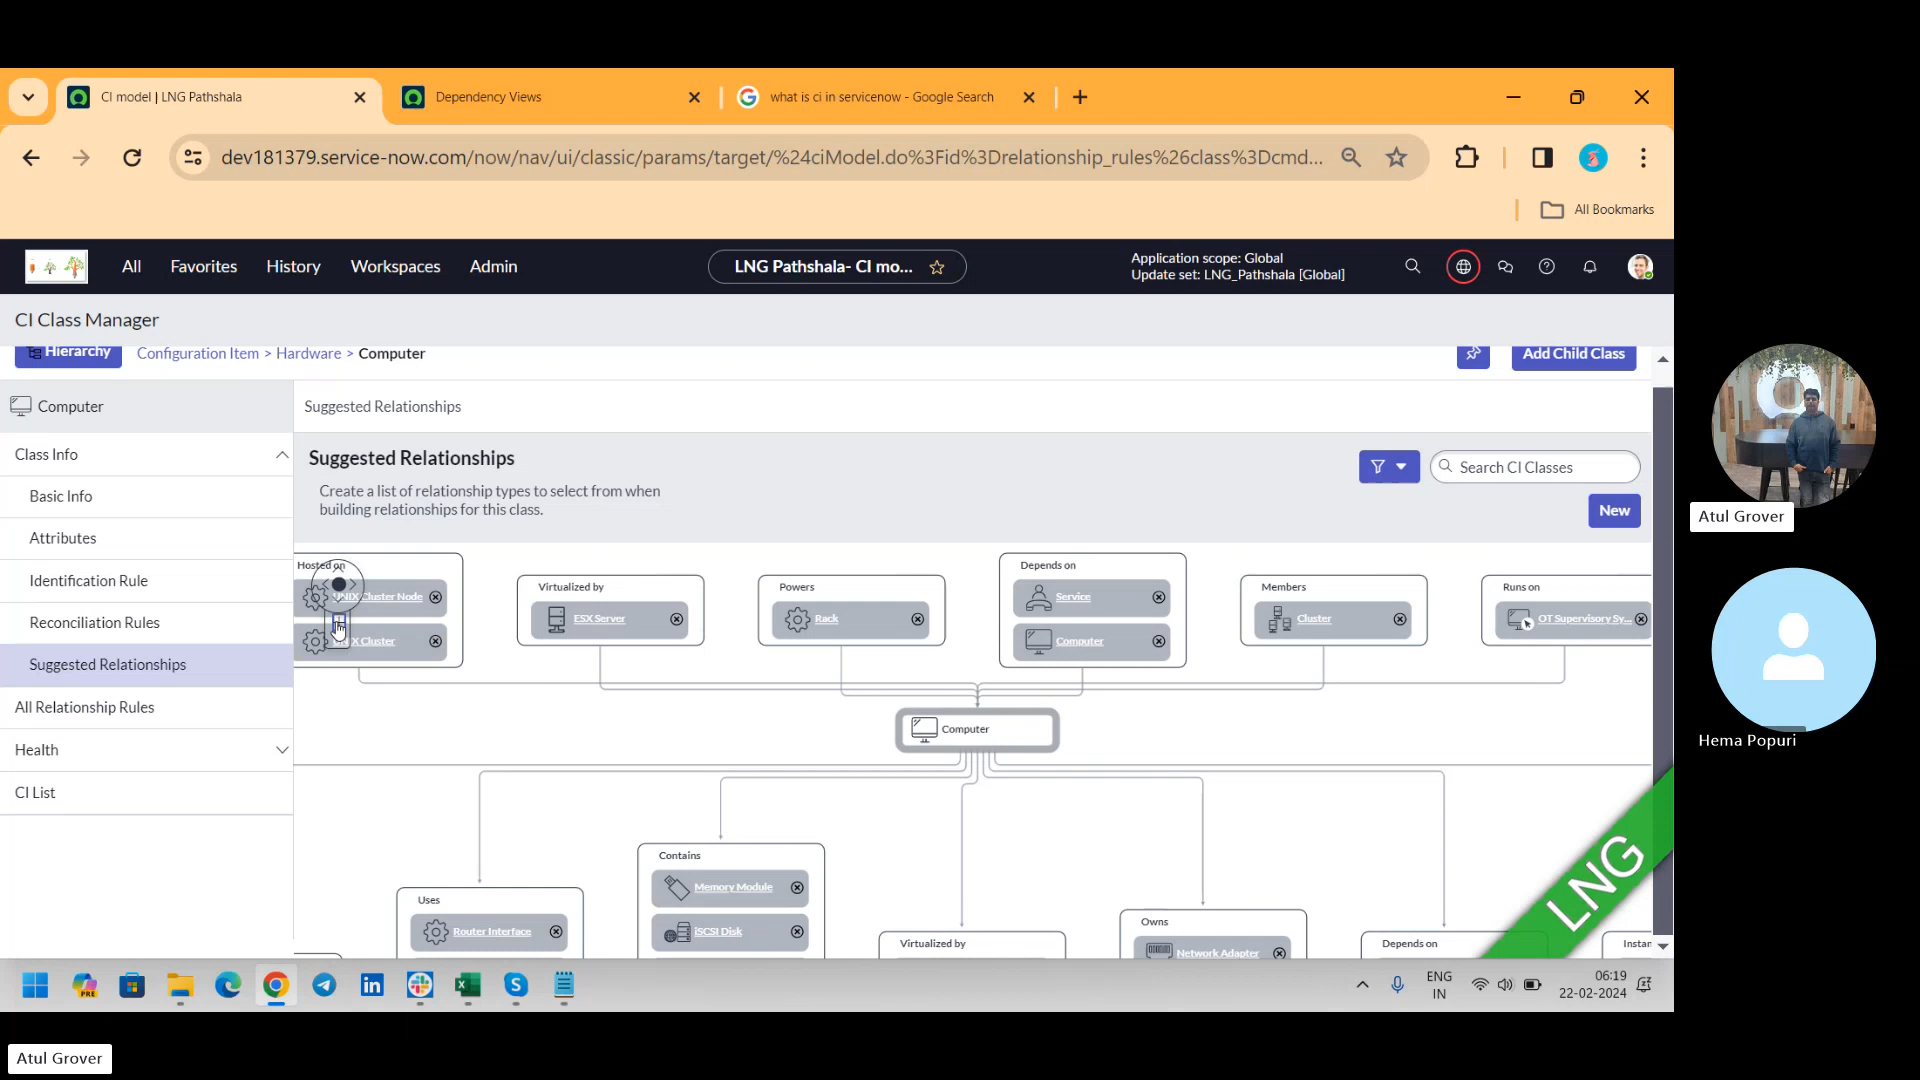 CI model | LNG Pathshala
Dependency Views
what is ci in servicenow - Google Search
dev181379.service-now.com/now/nav/ui/classic/params/target/%24ciModel.do%3Fid%3Drelationship_rules%26class%3Dcmd...
All Bookmarks
All
Favorites
History
Workspaces
Admin
LNG Pathshala- CI mo...
Application scope: Global
Update set: LNG_Pathshala [Global]
CI Class Manager
Hierarchy
Configuration Item > Hardware > Computer
Add Child Class
Computer
Suggested Relationships
Class Info
Basic Info
Attributes
Identification Rule
Reconciliation Rules
Suggested Relationships
All Relationship Rules
Health
CI List
Suggested Relationships
Create a list of relationship types to select from when
building relationships for this class.
Search CI Classes
New
Hosted on
UNIX Cluster Node
Cluster
Virtualized by
ESX Server
Powers
Rack
Depends on
Service
Computer
Members
Cluster
Runs on
OT Supervisory Sy...
Computer
Uses
Router Interface
Contains
Memory Module
iSCSI Disk
Virtualized by
Owns
Network Adapter
Depends on
LNG
PRE
ENG
IN
06:19
22-02-2024
Atul Grover
Hema Popuri
Atul Grover